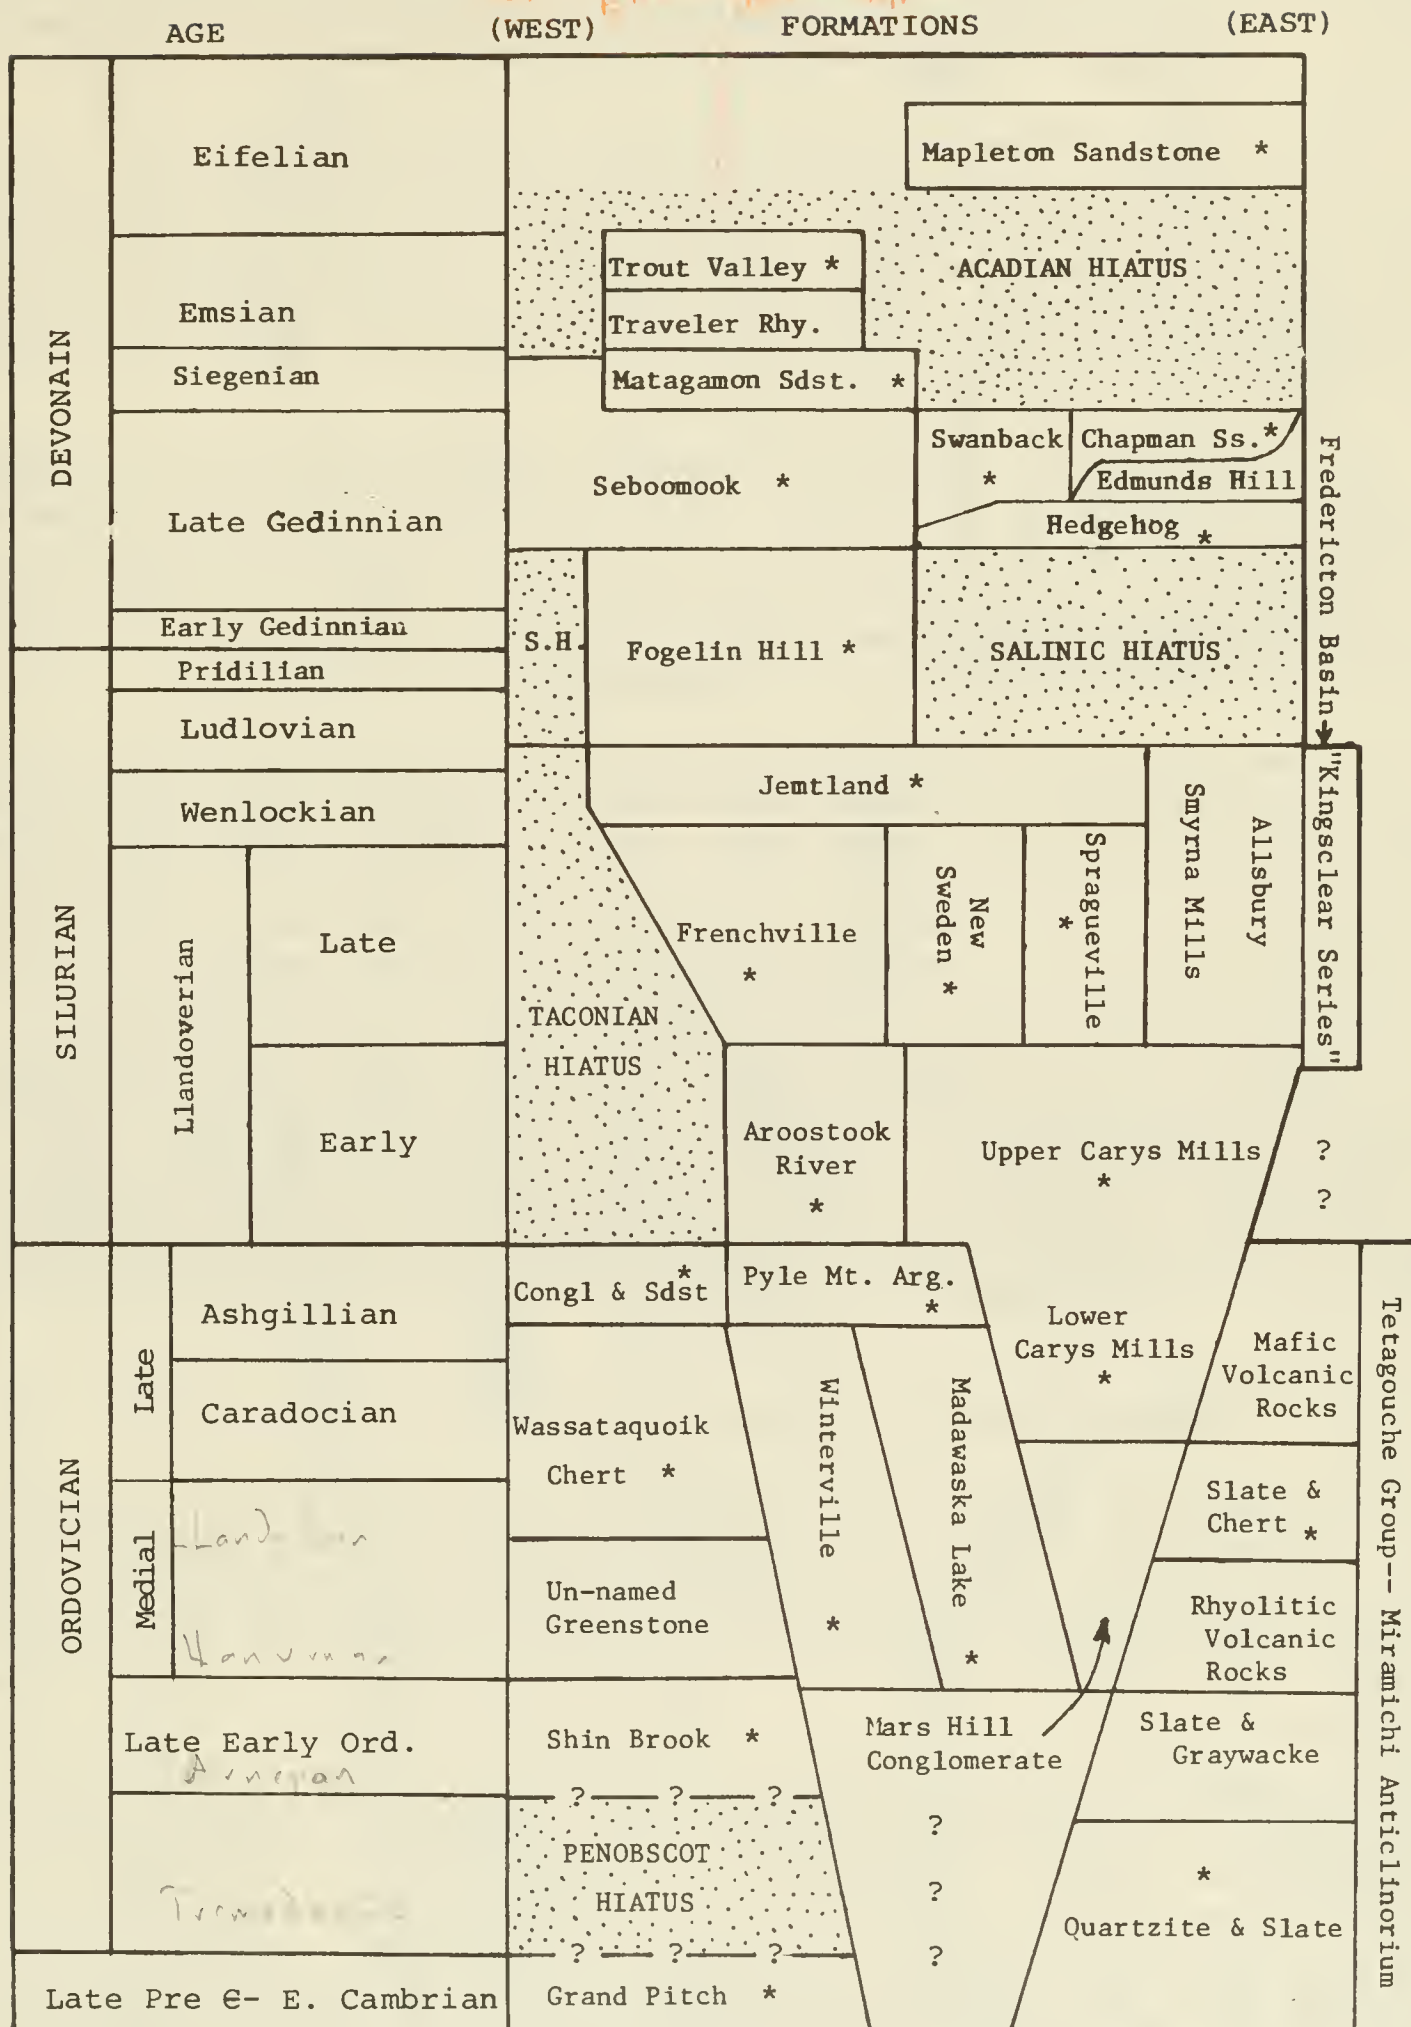 AGE (WEST) FORMATIONS (EAST)
DEVONAIN
Eifelian
Emsian
Siegenian
Late Gedinnian
Early Gedinnian
SILURIAN
Pridilian
Ludlovian
Wenlockian
Llandoverian
Late
Early
ORDOVICIAN
Late
Ashgillian
Caradocian
Medial
Late Early Ord.
Late Pre Є- E. Cambrian
Mapleton Sandstone *
ACADIAN HIATUS
Trout Valley *
Traveler Rhy.
Matagamon Sdst. *
Seboomook *
Swanback
*
Chapman Ss.*
Edmunds Hill
Hedgehog *
S.H.
Fogelin Hill *
SALINIC HIATUS
Fredericton Basin
Jemtland *
Smyrna Mills
Allsbury
"Kingsclear Series"
Frenchville
*
New
Sweden *
Spragueville
*
TACONIAN
HIATUS
Aroostook
River
*
Upper Carys Mills
*
?
?
Congl & Sdst
*
Pyle Mt. Arg.
*
Lower
Carys Mills
*
Mafic
Volcanic
Rocks
Wassataquoik
Chert *
Winterville *
Madawaska Lake *
Slate &
Chert *
Un-named
Greenstone
Rhyolitic
Volcanic
Rocks
Shin Brook *
Mars Hill
Conglomerate
Slate &
Graywacke
? ? ?
PENOBSCOT
HIATUS
? ? ?
?
?
?
*
Quartzite & Slate
Grand Pitch *
Tetagouche Group-- Miramichi Anticlinorium